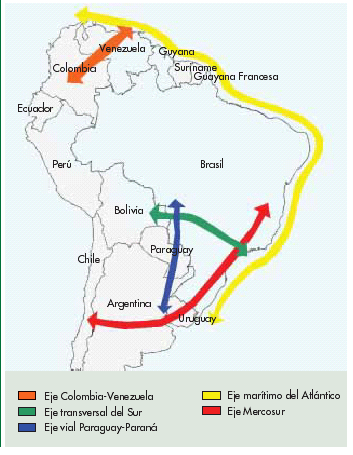 Venezuela
Guyana
Colombia
Suriname
Guayana Francesa
Ecuador
Perú
Brasil
Bolivia
Paraguay
Chile
Argentina
Uruguay
Eje Colombia-Venezuela
Eje transversal del Sur
Eje vial Paraguay-Paraná
Eje marítimo del Atlántico
Eje Mercosur